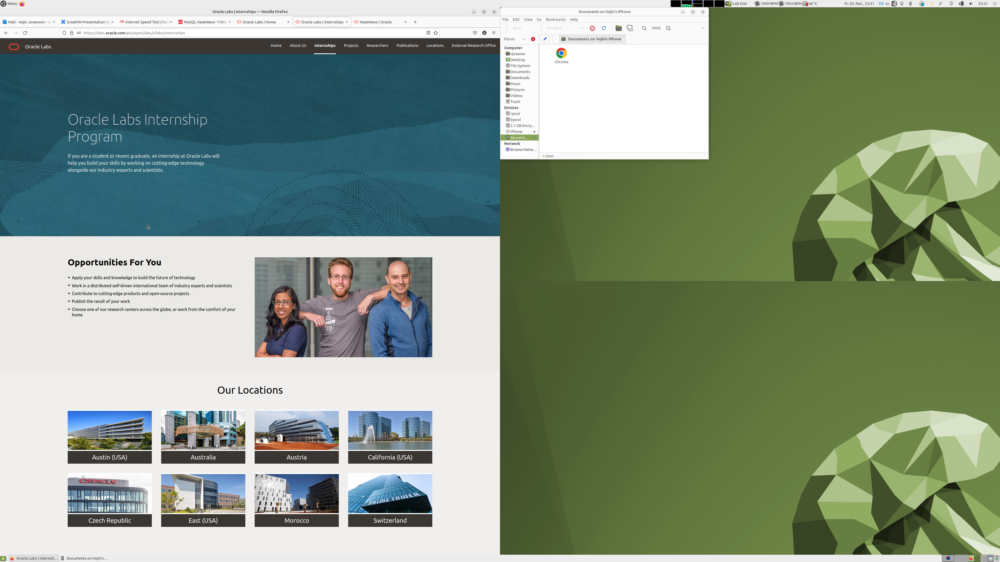 Menu
3.68 GHz 1959 RPM 1954 RPM 46 °C Fr, 20. Mai., 23:31 EN en 23:31
Oracle Labs | Internships — Mozilla Firefox
Mail - Vojin Jovanovic - O
GraalVM Presentation ty
Internet Speed Test | Fas
MySQL HeatWave: 1100x
Oracle Labs | Home
Oracle Labs | Internships
HeatWave | Oracle
https://labs.oracle.com/pls/apex/labs/r/labs/internships
Oracle Labs
Home About Us Internships Projects Researchers Publications Locations External Research Office
Oracle Labs Internship
Program
If you are a student or recent graduate, an internship at Oracle Labs will
help you build your skills by working on cutting-edge technology
alongside our industry experts and scientists.
Opportunities For You
• Apply your skills and knowledge to build the future of technology
• Work in a distributed self-driven international team of industry experts and scientists
• Contribute to cutting-edge products and open-source projects
• Publish the result of your work
• Choose one of our research centers across the globe, or work from the comfort of your
home
Java
20
YEARS
Our Locations
340
Austin (USA)
Australia
Austria
California (USA)
ORACLE
PRIME TOWER
Czech Republic
East (USA)
Morocco
Switzerland
Documents on Vojin's iPhone
File Edit View Go Bookmarks Help
Back Forward 100%
Places
Documents on Vojin's iPhone
Computer
vjovanov
Desktop
File System
Documents
Downloads
Music
Pictures
Videos
Trash
Devices
rpool
bpool
2.1 GB Encry...
iPhone
Docume...
Network
Browse Netw...
Chrome
1 item
Oracle Labs | Internsh...
Documents on Vojin's...